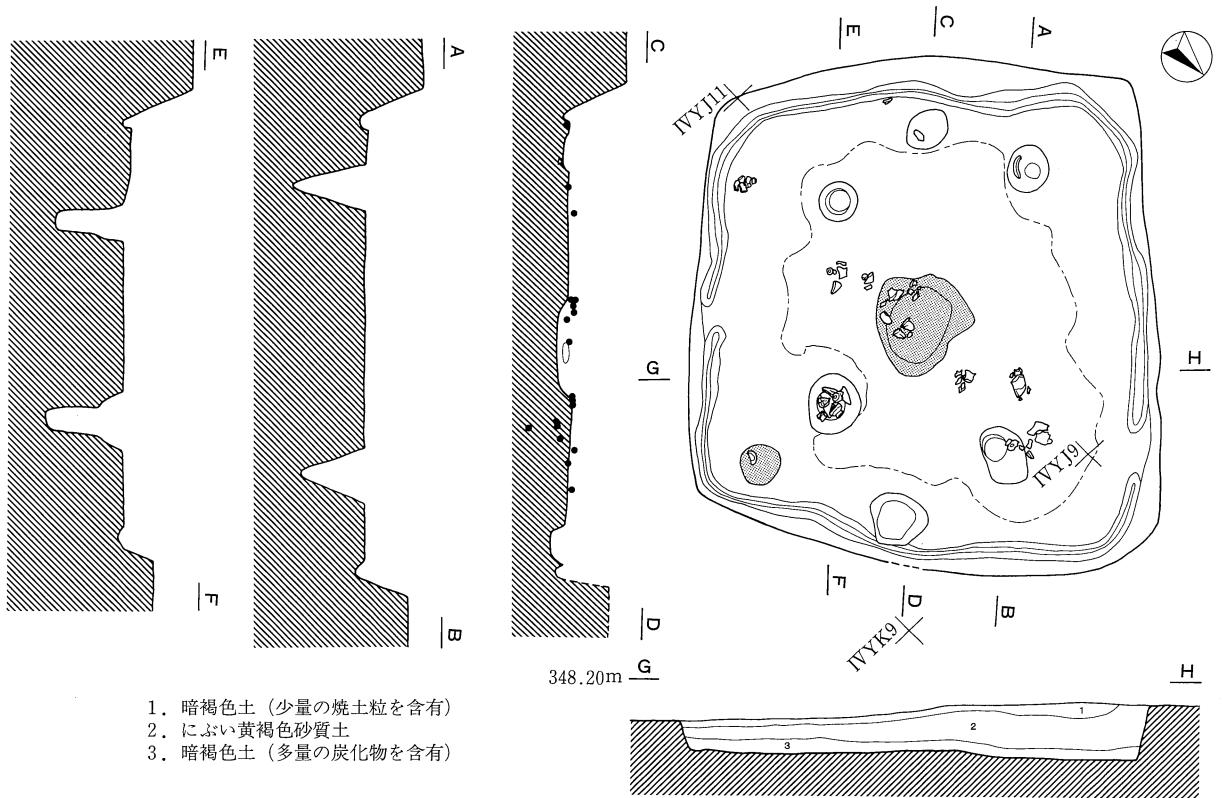 E
A
C
E
C
A
IVYJ11
G
H
IVYJ9
F
B
D
F
D
B
IVYK9
348.20m
G
H
1. 暗褐色土（少量の焼土粒を含有）
2. にぶい黄褐色砂質土
3. 暗褐色土（多量の炭化物を含有）
1
2
3